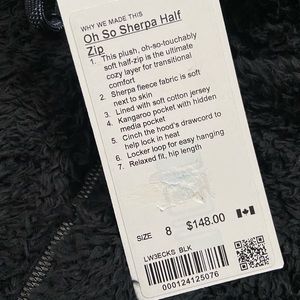 WHY WE MADE THIS
Oh So Sherpa Half
Zip
1. This plush, oh-so-touchably
soft half-zip is the ultimate
cozy layer for transitional
comfort
2. Sherpa fleece fabric is soft
next to skin
3. Lined with soft cotton jersey
4. Kangaroo pocket with hidden
media pocket
5. Cinch the hood's drawcord to
help lock in heat
6. Locker loop for easy hanging
7. Relaxed fit, hip length
SIZE 8 $148.00
LW3ECKS BLK
000124125076